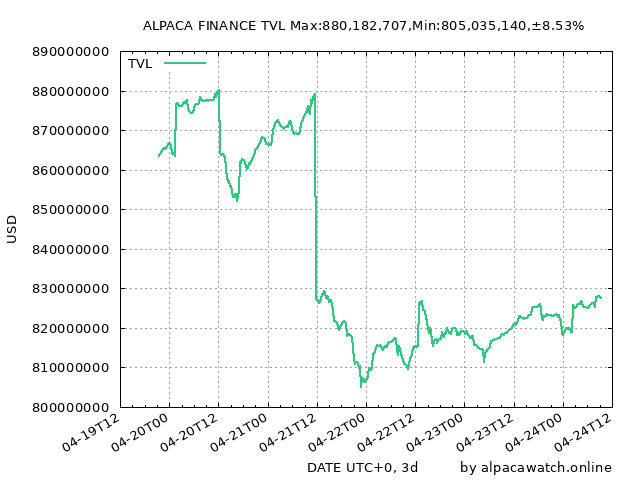 ALPACA FINANCE TVL Max:880,182,707,Min:805,035,140,±8.53%
TVL
890000000
880000000
870000000
860000000
850000000
840000000
830000000
820000000
810000000
800000000
USD
04-19T12
04-20T00
04-20T12
04-21T00
04-21T12
04-22T00
04-22T12
04-23T00
04-23T12
04-24T00
04-24T12
DATE UTC+0, 3d
by alpacawatch.online